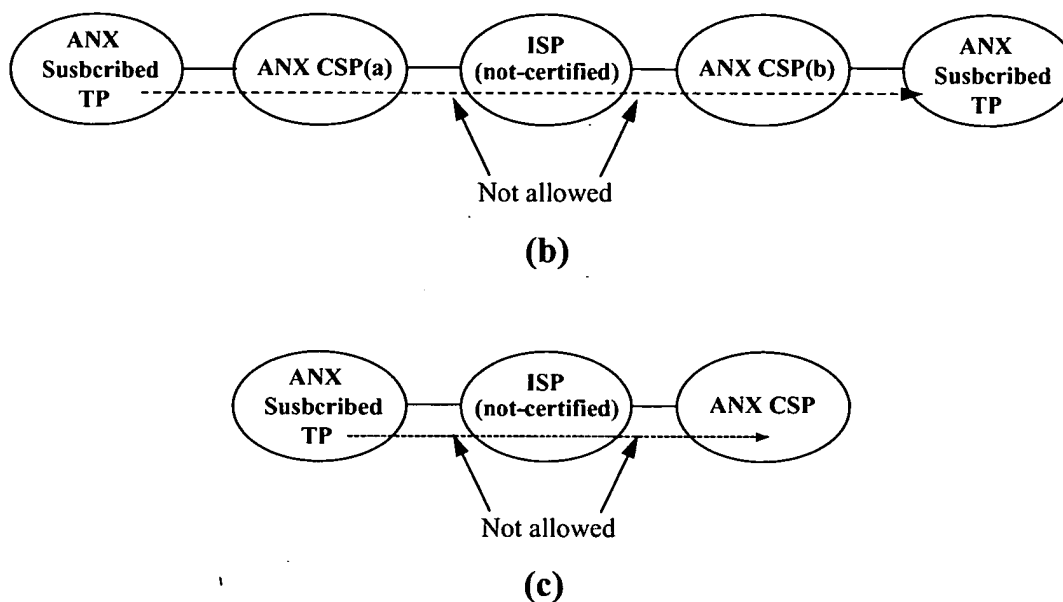 ANX
Susbcribed
TP
ANX CSP(a)
ISP
(not-certified)
ANX CSP(b)
ANX
Susbcribed
TP
Not allowed
(b)
ANX
Susbcribed
TP
ISP
(not-certified)
ANX CSP
Not allowed
(c)